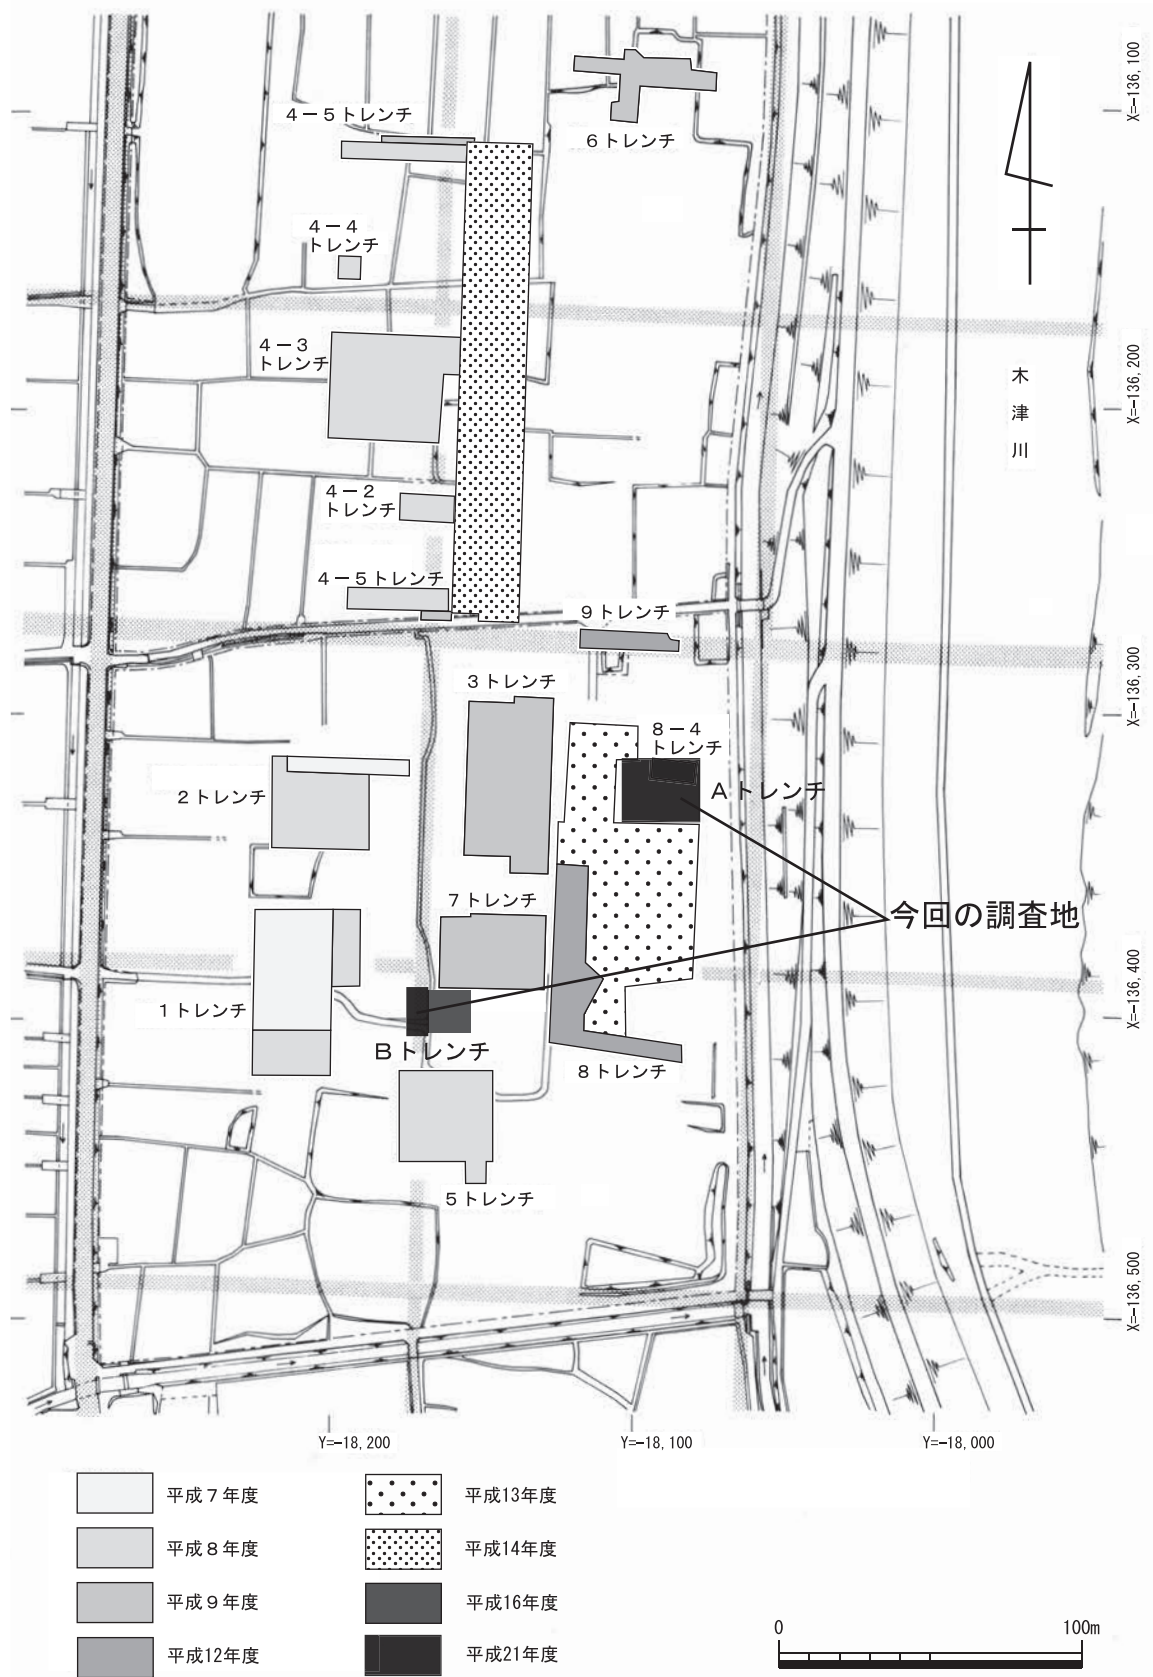 X=-136,100
4－5トレンチ
6トレンチ
4－4
トレンチ
X=-136,200
4－3
トレンチ
木
津
川
4－2
トレンチ
4－5トレンチ
9トレンチ
X=-136,300
3トレンチ
8－4
トレンチ
2トレンチ
Aトレンチ
7トレンチ
今回の調査地
X=-136,400
1トレンチ
Bトレンチ
8トレンチ
5トレンチ
X=-136,500
Y=-18,200
Y=-18,100
Y=-18,000
平成7年度
平成8年度
平成9年度
平成12年度
平成13年度
平成14年度
平成16年度
平成21年度
0
100m